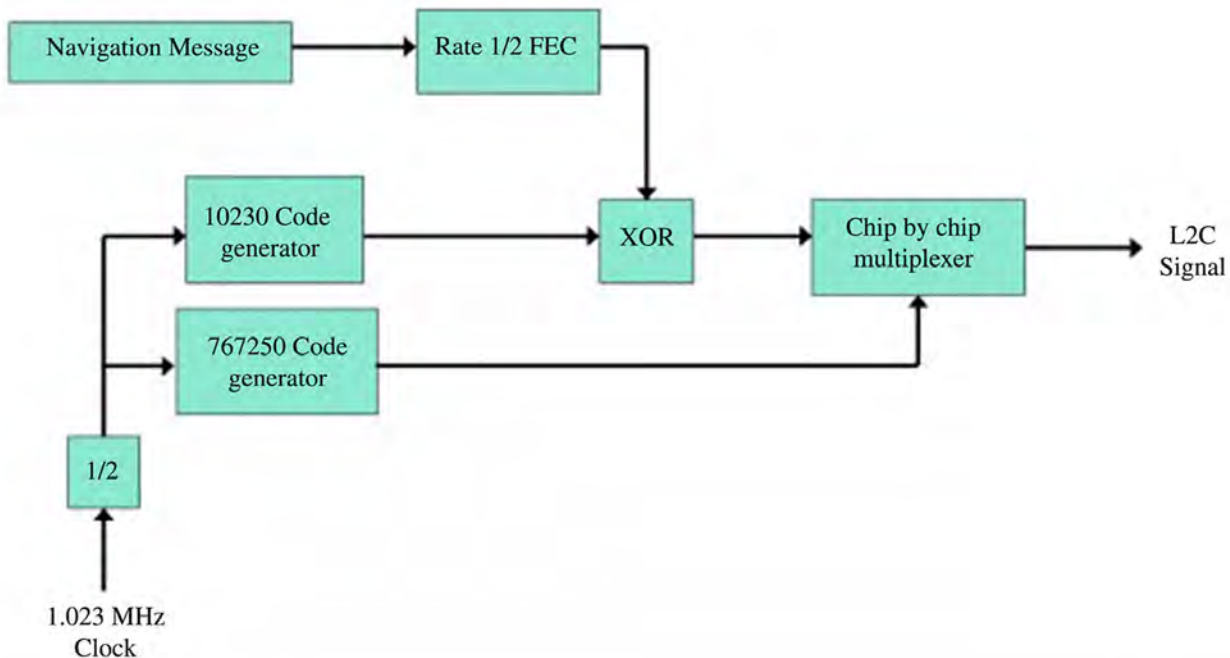 Navigation Message
Rate 1/2 FEC
10230 Code
generator
XOR
Chip by chip
multiplexer
L2C
Signal
767250 Code
generator
1/2
1.023 MHz
Clock